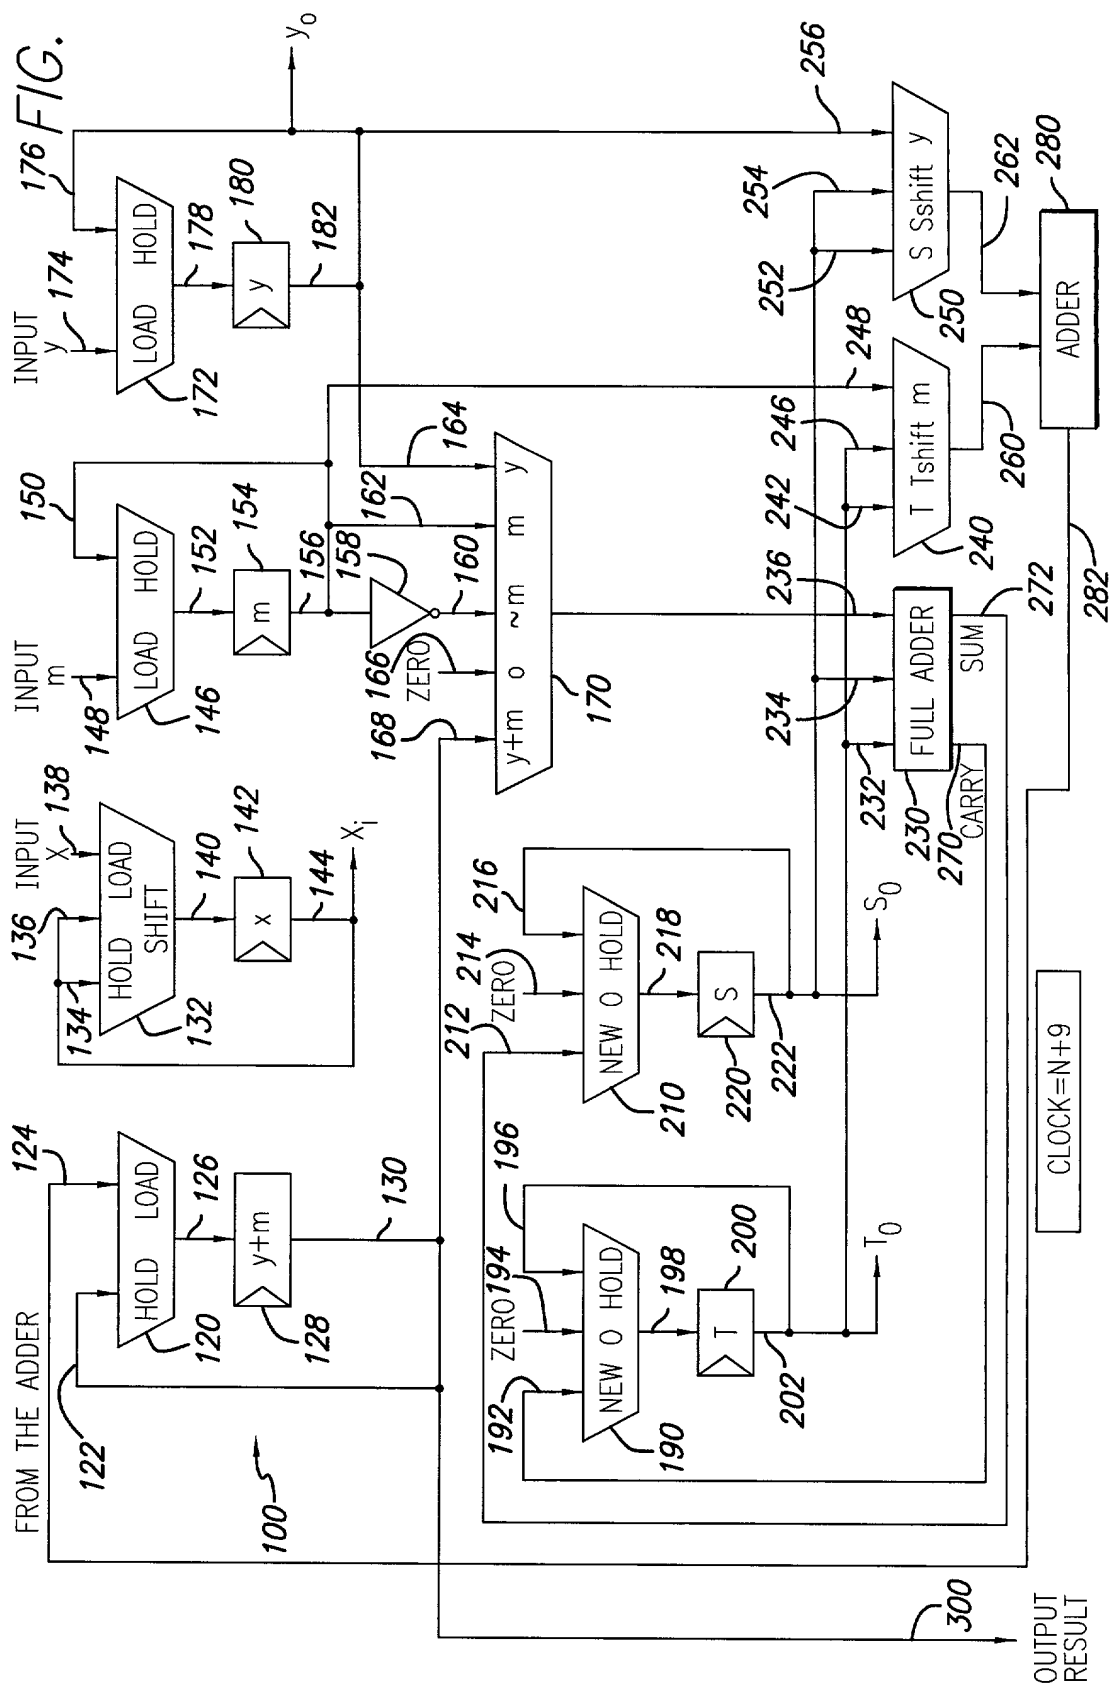 FIG.
FROM THE ADDER
124
122
HOLD LOAD
120
126
y+m
128
130
100
INPUT
x
138
136
134
HOLD LOAD
SHIFT
132
140
x
142
144
xi
INPUT
m
148
150
LOAD HOLD
146
152
m
154
156
158
160
162
164
ZERO
166
168
y+m 0 ~m m y
170
INPUT
y
174
176
LOAD HOLD
172
178
y
180
182
y0
192
ZERO
194
196
NEW 0 HOLD
190
198
T
200
202
T0
212
ZERO
214
216
NEW 0 HOLD
210
218
S
220
222
S0
232
234
236
FULL ADDER
230
270
CARRY
SUM
272
242
246
248
T Tshift m
240
252
254
256
S Sshift y
250
260
262
ADDER
280
282
CLOCK=N+9
300
OUTPUT
RESULT